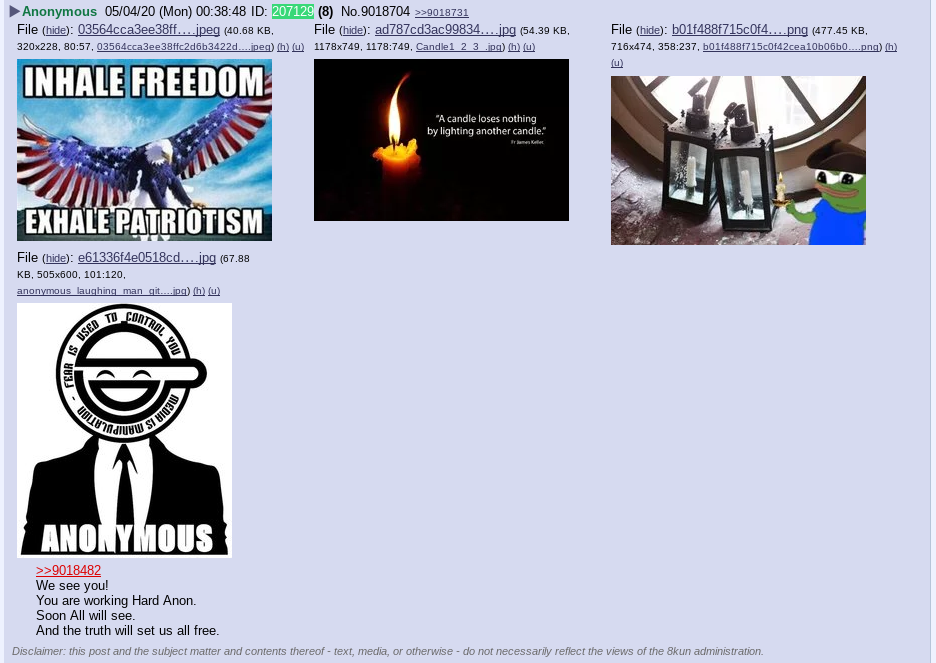 Anonymous 05/04/20 (Mon) 00:38:48 ID: 207129 (8) No.9018704 >>9018731
File (hide): 03564cca3ee38ff….jpeg (40.68 KB,
320x228, 80:57, 03564cca3ee38ffc2d6b3422d….jpeg) (h) (u)
INHALE FREEDOM
EXHALE PATRIOTISM
File (hide): ad787cd3ac99834….jpg (54.39 KB,
1178x749, 1178:749, Candle1_2_3_.jpg) (h) (u)
“A candle loses nothing
by lighting another candle.”
Fr James Keller
File (hide): b01f488f715c0f4….png (477.45 KB,
716x474, 358:237, b01f488f715c0f42cea10b06b0….png) (h)
(u)
File (hide): e61336f4e0518cd….jpg (67.88
KB, 505x600, 101:120,
anonymous_laughing_man_git….jpg) (h) (u)
FEAR IS USED TO CONTROL YOU
- MEDIA IS MANIPULATION -
ANONYMOUS
>>9018482
We see you!
You are working Hard Anon.
Soon All will see.
And the truth will set us all free.
Disclaimer: this post and the subject matter and contents thereof - text, media, or otherwise - do not necessarily reflect the views of the 8kun administration.